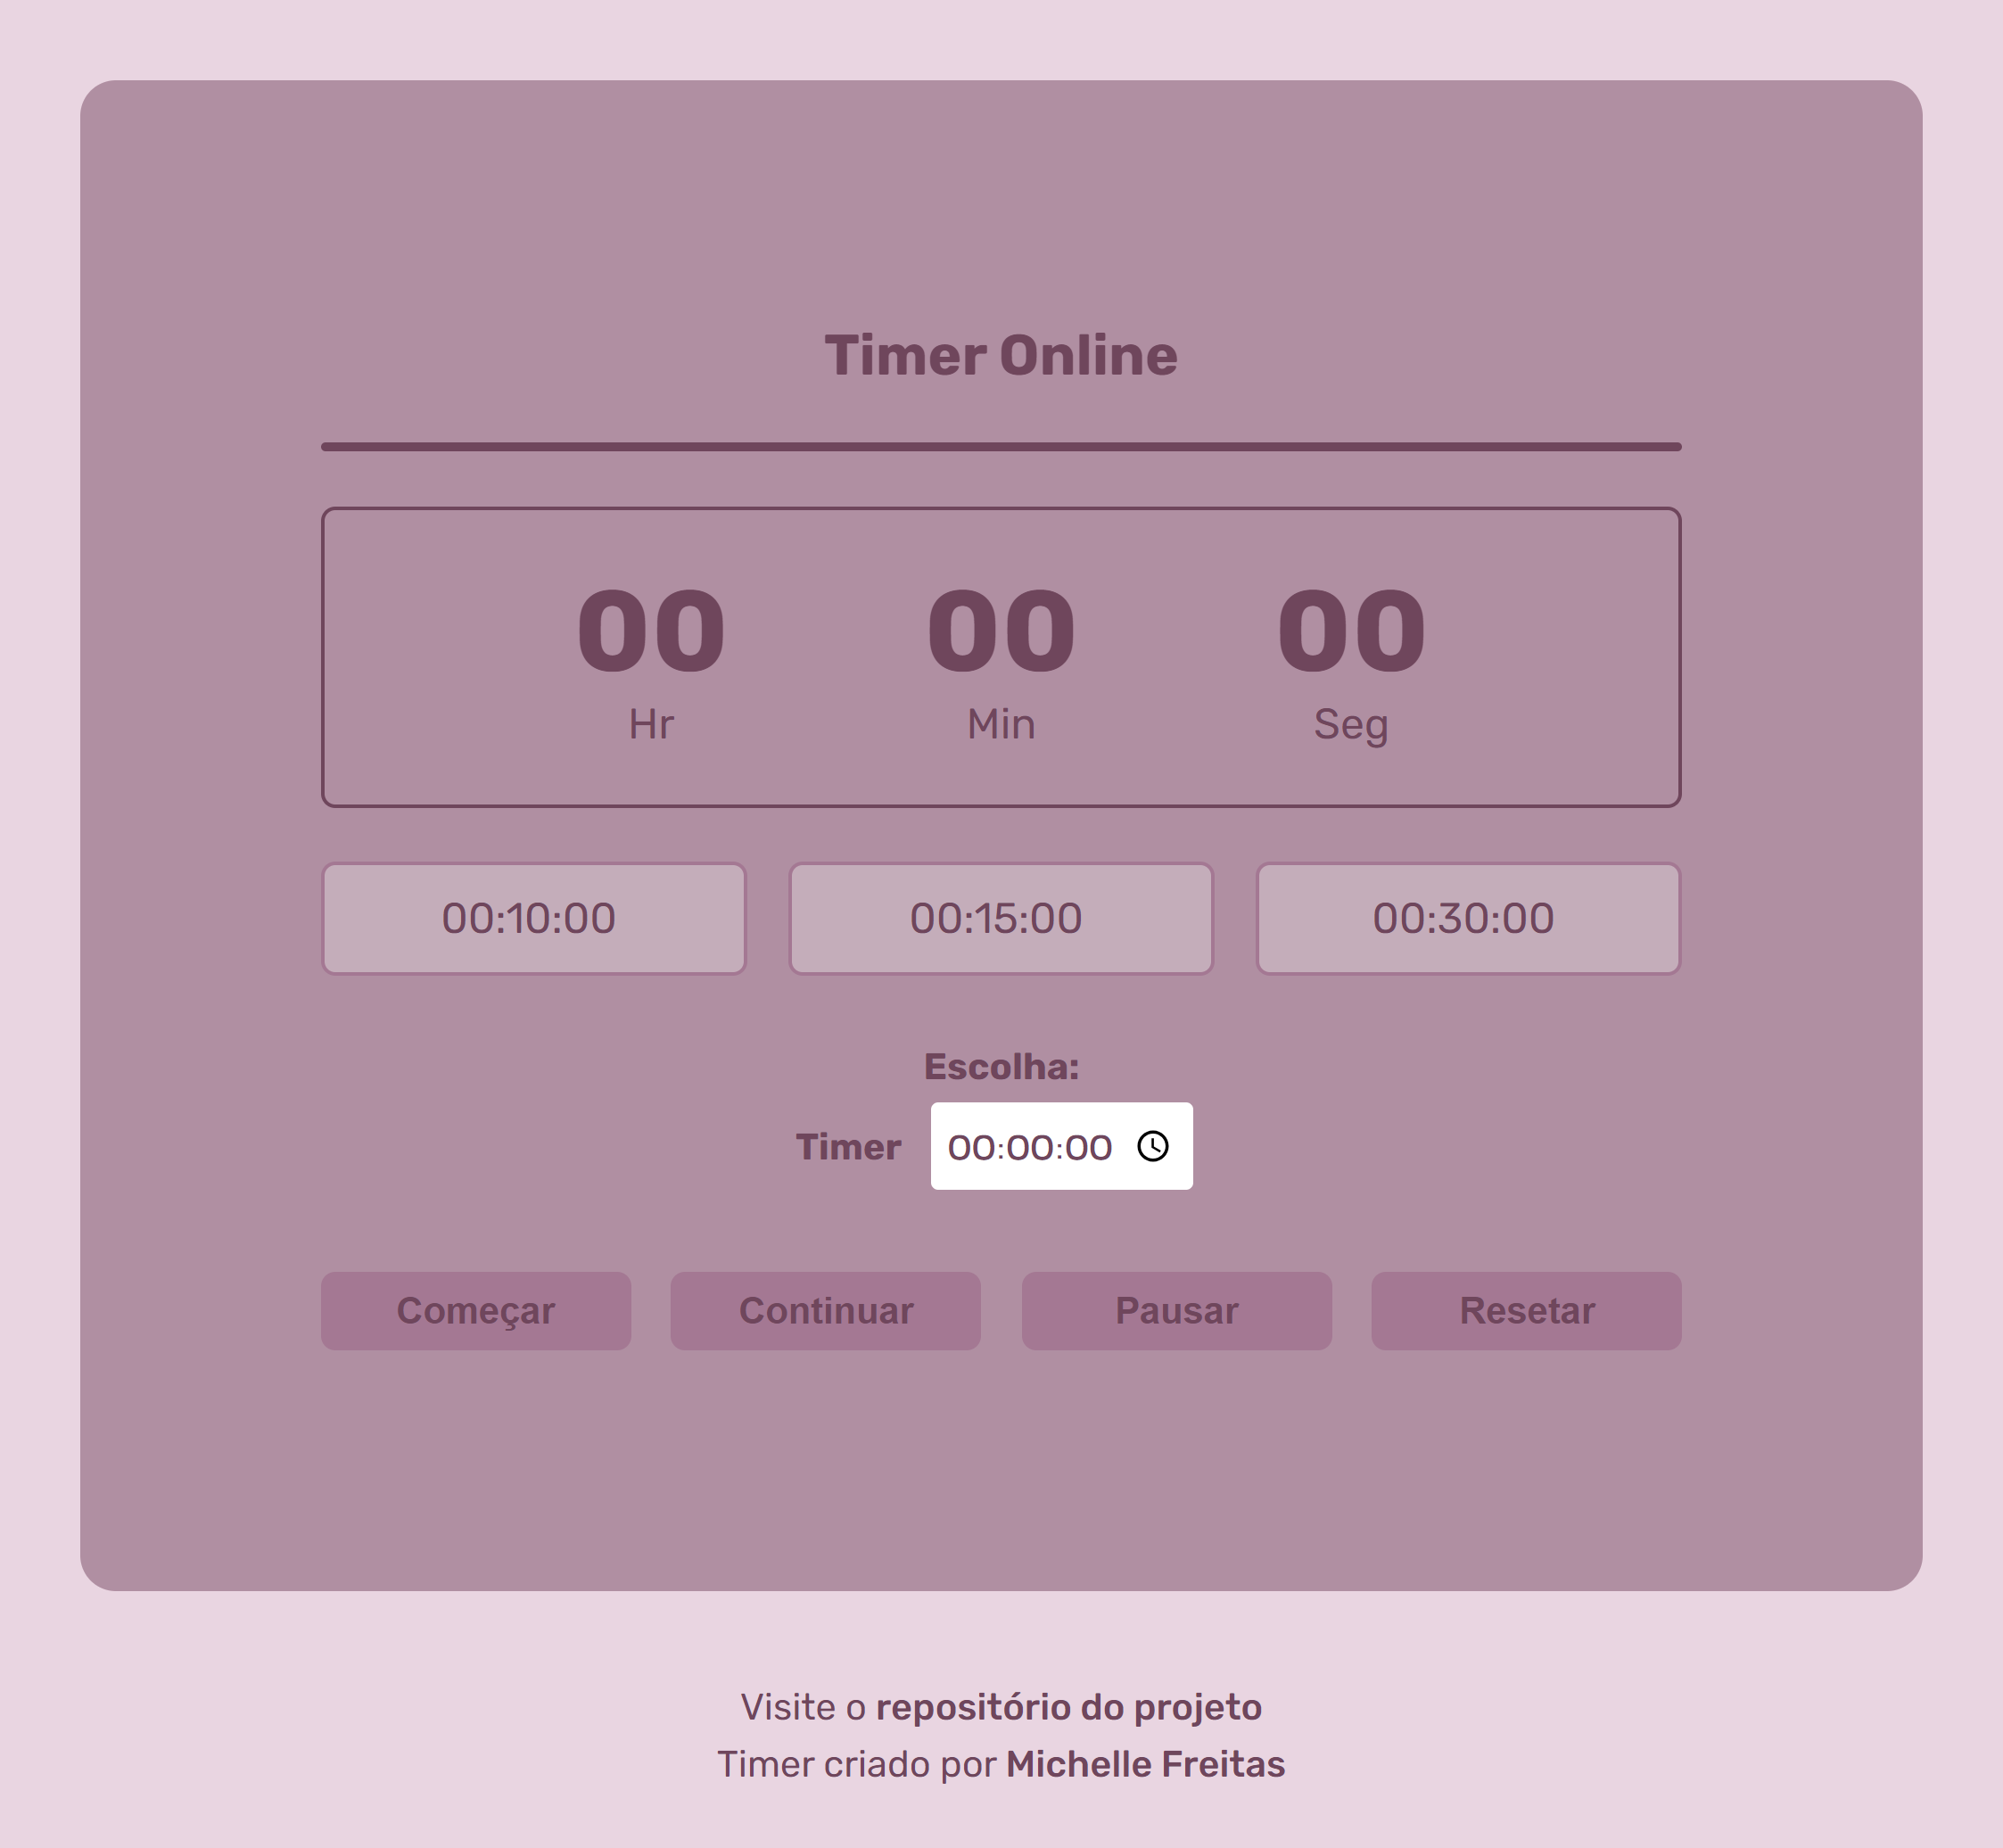 Timer Online
00 00 00
Hr Min Seg
00:10:00 00:15:00 00:30:00
Escolha:
Timer 00:00:00
Começar Continuar Pausar Resetar
Visite o repositório do projeto
Timer criado por Michelle Freitas